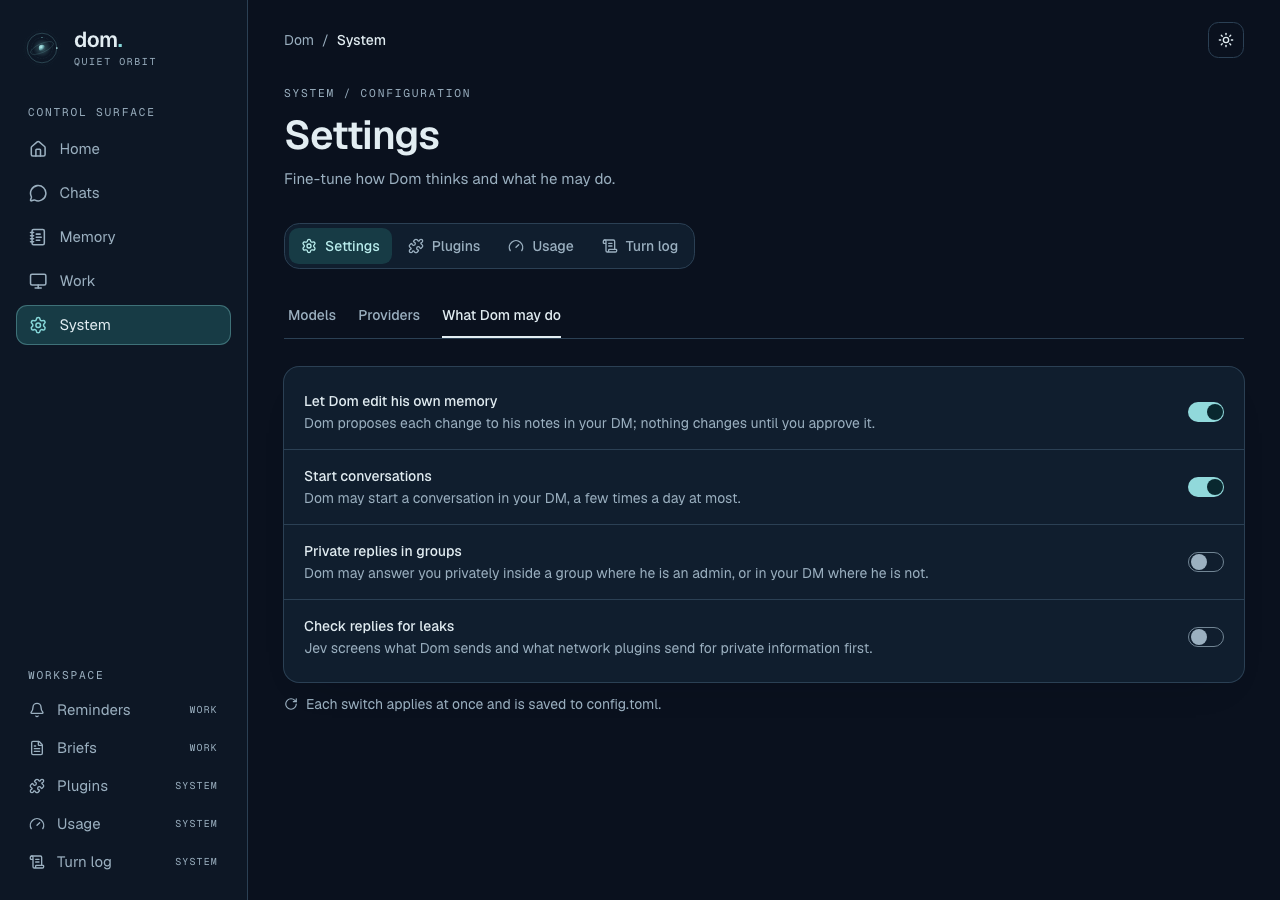 dom.
QUIET ORBIT
CONTROL SURFACE
Home
Chats
Memory
Work
System
WORKSPACE
Reminders WORK
Briefs WORK
Plugins SYSTEM
Usage SYSTEM
Turn log SYSTEM
Dom / System
SYSTEM / CONFIGURATION
Settings
Fine-tune how Dom thinks and what he may do.
Settings Plugins Usage Turn log
Models Providers What Dom may do
Let Dom edit his own memory
Dom proposes each change to his notes in your DM; nothing changes until you approve it.
Start conversations
Dom may start a conversation in your DM, a few times a day at most.
Private replies in groups
Dom may answer you privately inside a group where he is an admin, or in your DM where he is not.
Check replies for leaks
Jev screens what Dom sends and what network plugins send for private information first.
Each switch applies at once and is saved to config.toml.